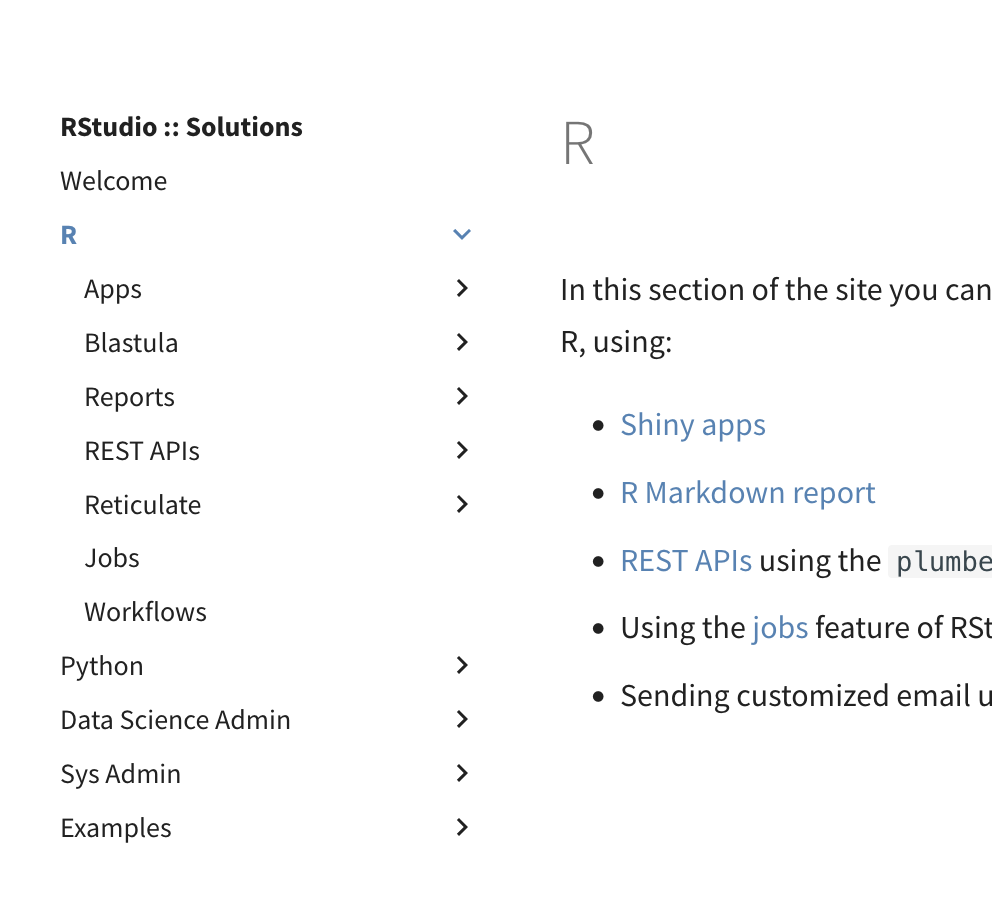 RStudio :: Solutions
Welcome
R
Apps
Blastula
Reports
REST APIs
Reticulate
Jobs
Workflows
Python
Data Science Admin
Sys Admin
Examples
R
In this section of the site you can
R, using:
• Shiny apps
• R Markdown report
• REST APIs using the plumbe
• Using the jobs feature of RSt
• Sending customized email u